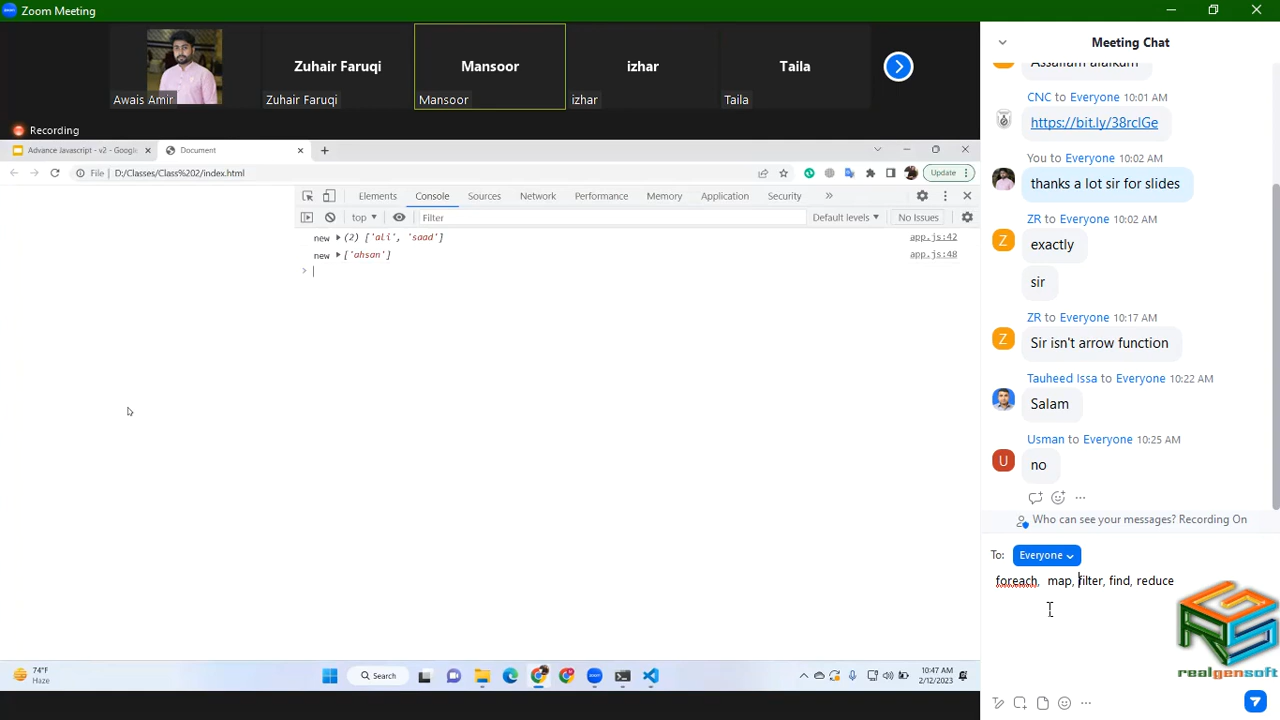 Zoom Meeting
Awais Amir
Zuhair Faruqi
Zuhair Faruqi
Mansoor
Mansoor
izhar
izhar
Taila
Taila
Recording
Advance Javascript - v2 - Google
Document
File D:/Classes/Class%202/index.html
Update
Elements Console Sources Network Performance Memory Application Security
top Filter Default levels No Issues
new (2) ['ali', 'saad'] app.js:42
new ['ahsan'] app.js:48
74°F
Haze
Search
10:47 AM
2/12/2023
Meeting Chat
Assallam alaikum
CNC to Everyone 10:01 AM
https://bit.ly/38rclGe
You to Everyone 10:02 AM
thanks a lot sir for slides
ZR to Everyone 10:02 AM
Z
exactly
sir
ZR to Everyone 10:17 AM
Z
Sir isn't arrow function
Tauheed Issa to Everyone 10:22 AM
Salam
Usman to Everyone 10:25 AM
U
no
Who can see your messages? Recording On
To: Everyone
foreach, map, filter, find, reduce
realgensoft